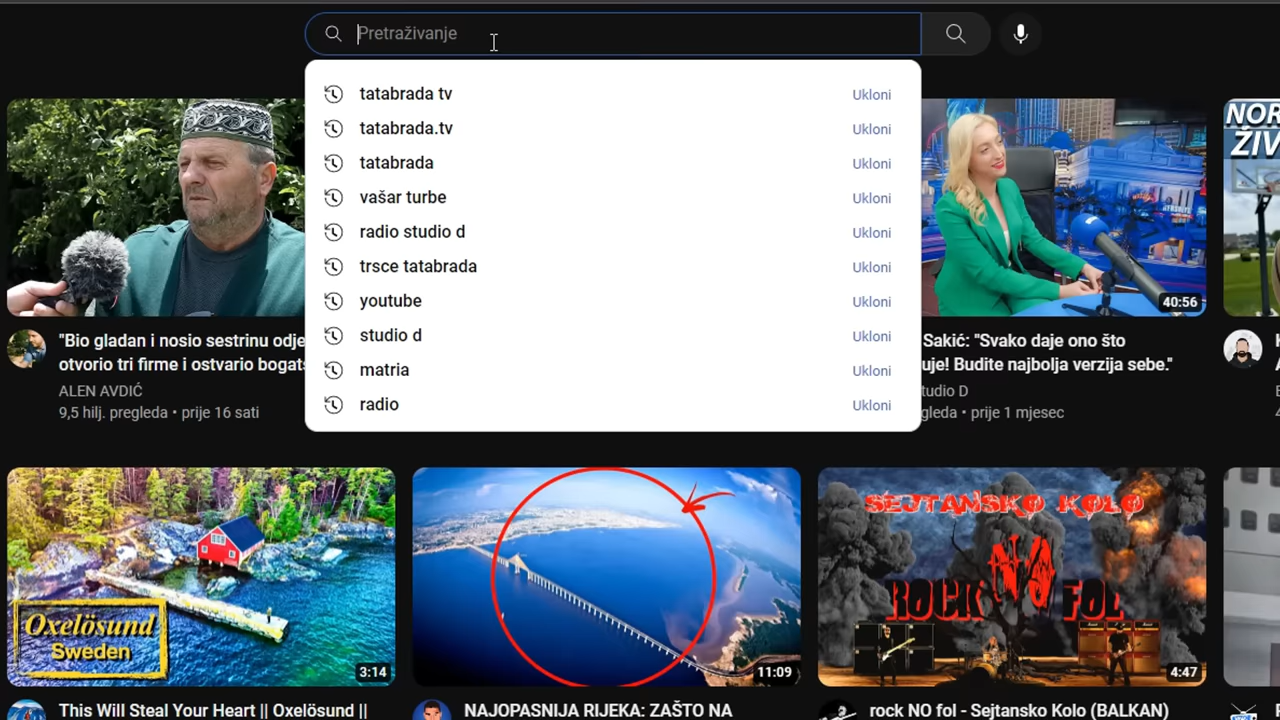 Pretraživanje
tatabrada tv Ukloni
tatabrada.tv Ukloni
tatabrada Ukloni
vašar turbe Ukloni
radio studio d Ukloni
trsce tatabrada Ukloni
youtube Ukloni
studio d Ukloni
matria Ukloni
radio Ukloni
NOR
ŽIV
40:56
"Bio gladan i nosio sestrinu odje
otvorio tri firme i ostvario bogat
ALEN AVDIĆ
9,5 hilj. pregleda • prije 16 sati
Sakić: "Svako daje ono što
uje! Budite najbolja verzija sebe."
tudio D
gleda • prije 1 mjesec
Oxelösund
Sweden
3:14
11:09
SEJTANSKO KOLO
ROCK NO FOL
4:47
This Will Steal Your Heart || Oxelösund ||
NAJOPASNIJA RIJEKA: ZAŠTO NA
rock NO fol - Sejtansko Kolo (BALKAN)